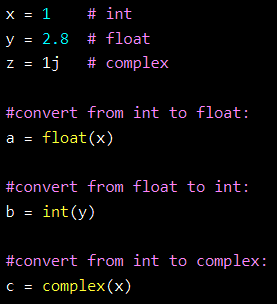 x = 1    # int
y = 2.8  # float
z = 1j   # complex

#convert from int to float:
a = float(x)

#convert from float to int:
b = int(y)

#convert from int to complex:
c = complex(x)